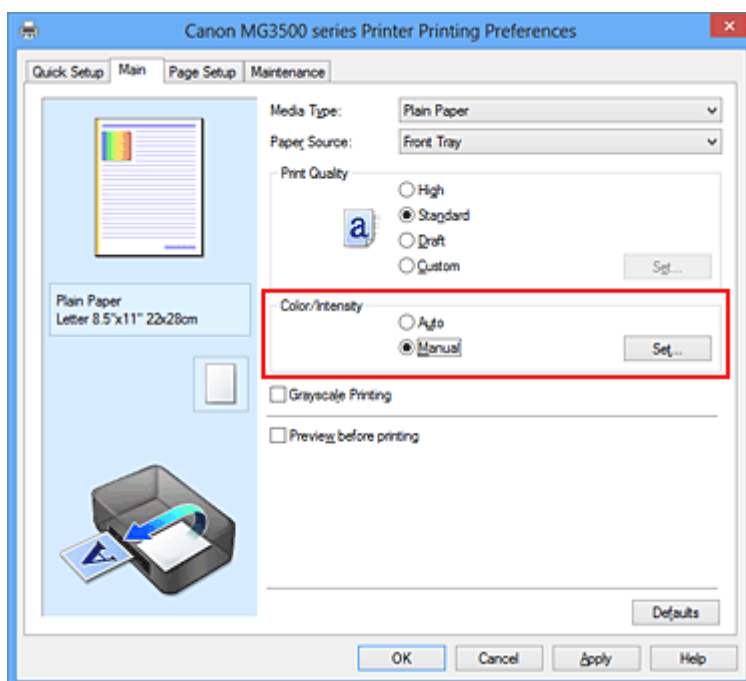 Canon MG3500 series Printer Printing Preferences
Quick Setup Main Page Setup Maintenance
Media Type: Plain Paper
Paper Source: Front Tray
Print Quality
High
a Standard
Draft
Custom Set...
Plain Paper
Letter 8.5"x11" 22x28cm
Color/Intensity
Auto
Manual Set...
Grayscale Printing
Preview before printing
A
Defaults
OK Cancel Apply Help